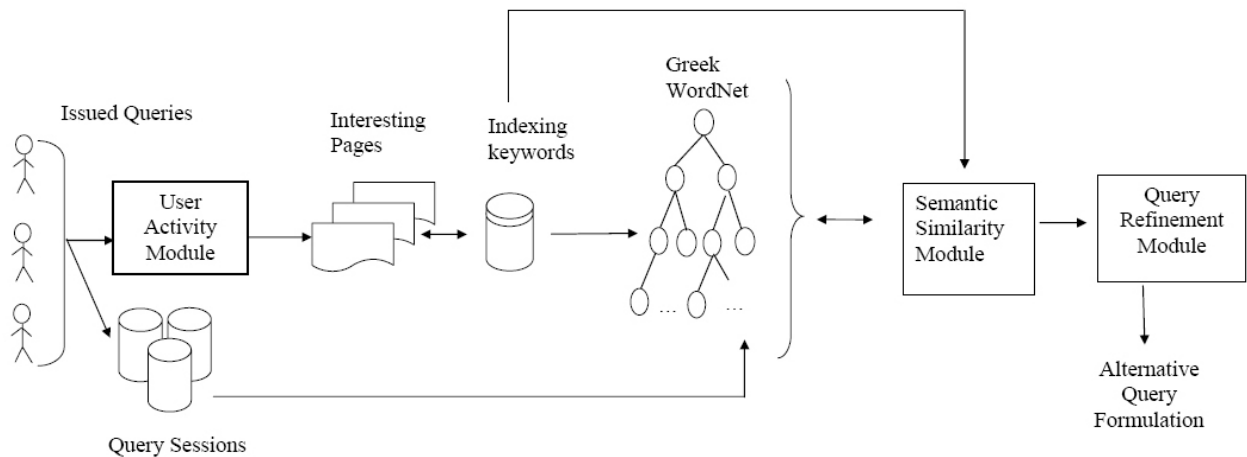 Issued Queries
User
Activity
Module
Query Sessions
Interesting
Pages
Indexing
keywords
Greek
WordNet
... ...
Semantic
Similarity
Module
Query
Refinement
Module
Alternative
Query
Formulation